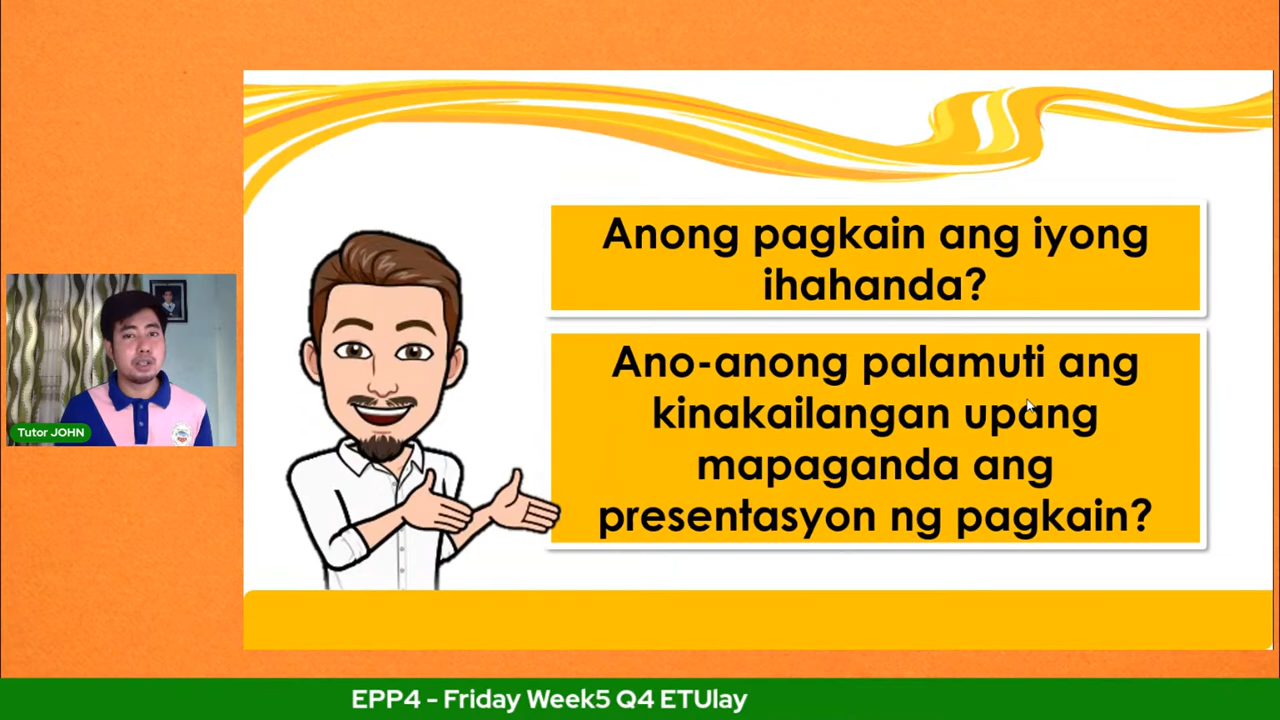 Anong pagkain ang iyong
ihahanda?
Ano-anong palamuti ang
kinakailangan upang
mapaganda ang
presentasyon ng pagkain?
Tutor JOHN
EPP4 - Friday Week5 Q4 ETUlay